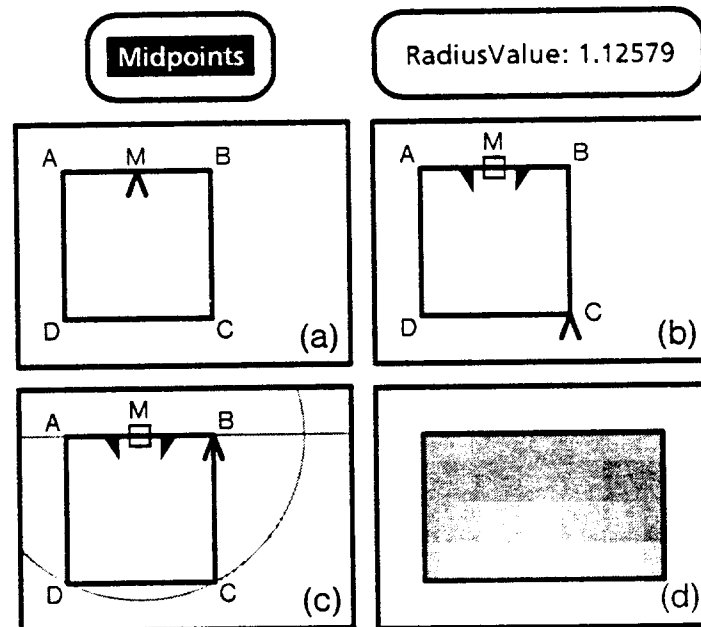 Midpoints
RadiusValue: 1.12579
A M B
D C
(a)
A M B
D C
(b)
A M B
D C
(c)
(d)